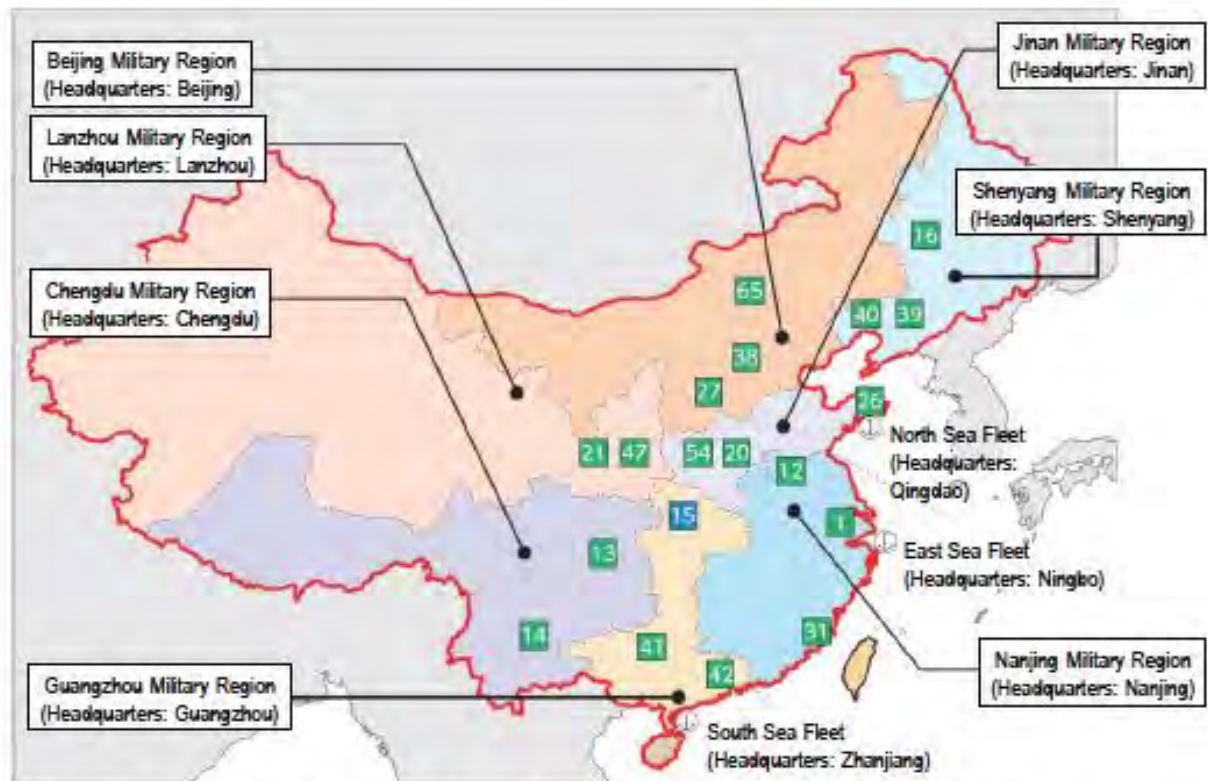 Beijing Military Region
(Headquarters: Beijing)
Lanzhou Military Region
(Headquarters: Lanzhou)
Chengdu Military Region
(Headquarters: Chengdu)
Guangzhou Military Region
(Headquarters: Guangzhou)
Jinan Military Region
(Headquarters: Jinan)
Shenyang Military Region
(Headquarters: Shenyang)
16
65
40
39
38
27
26
North Sea Fleet
(Headquarters:
Qingdao)
21
47
54
20
12
15
1
East Sea Fleet
(Headquarters: Ningbo)
13
14
41
31
42
Nanjing Military Region
(Headquarters: Nanjing)
South Sea Fleet
(Headquarters: Zhanjiang)